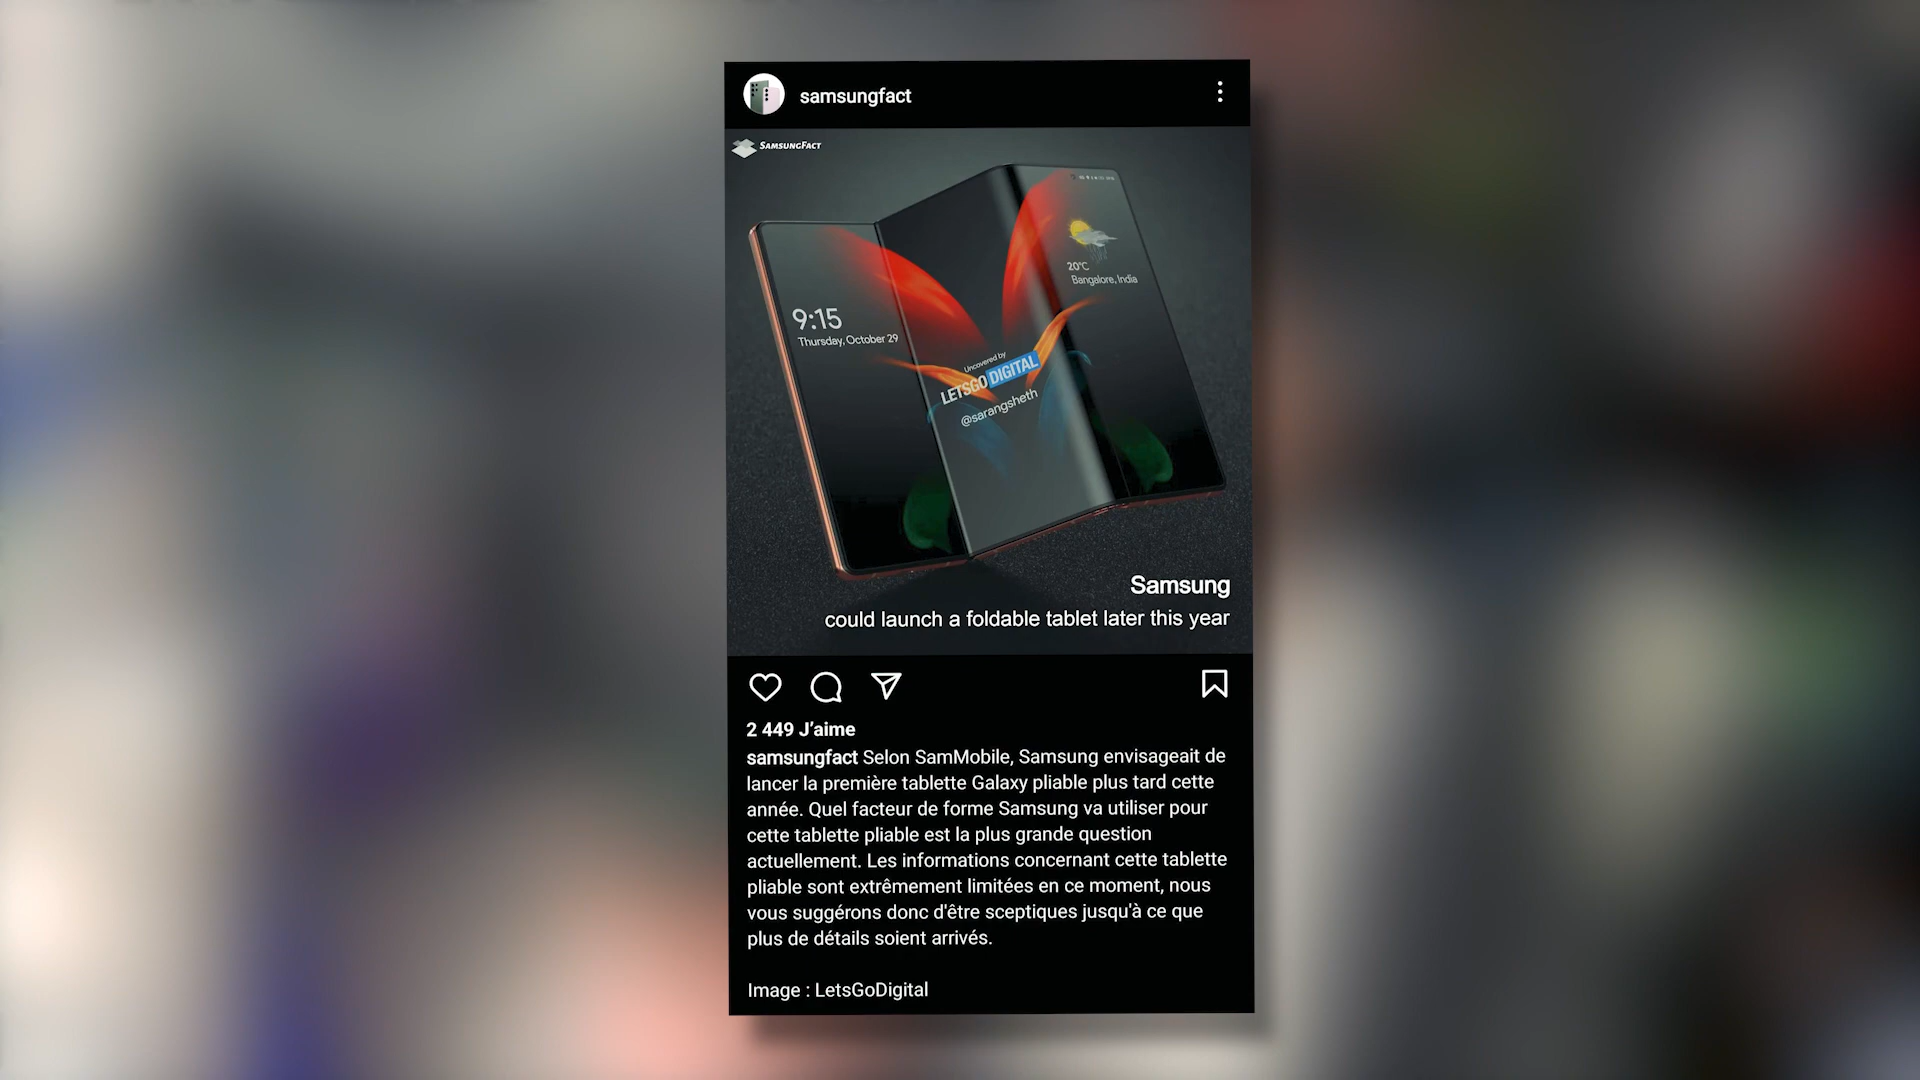 samsungfact
SAMSUNGFACT
20°C
Bangalore, India
9:15
Thursday, October 29
Uncovered by
LETSGODIGITAL
@sarangsheth
Samsung
could launch a foldable tablet later this year
2 449 J'aime
samsungfact Selon SamMobile, Samsung envisageait de
lancer la première tablette Galaxy pliable plus tard cette
année. Quel facteur de forme Samsung va utiliser pour
cette tablette pliable est la plus grande question
actuellement. Les informations concernant cette tablette
pliable sont extrêmement limitées en ce moment, nous
vous suggérons donc d'être sceptiques jusqu'à ce que
plus de détails soient arrivés.
Image : LetsGoDigital